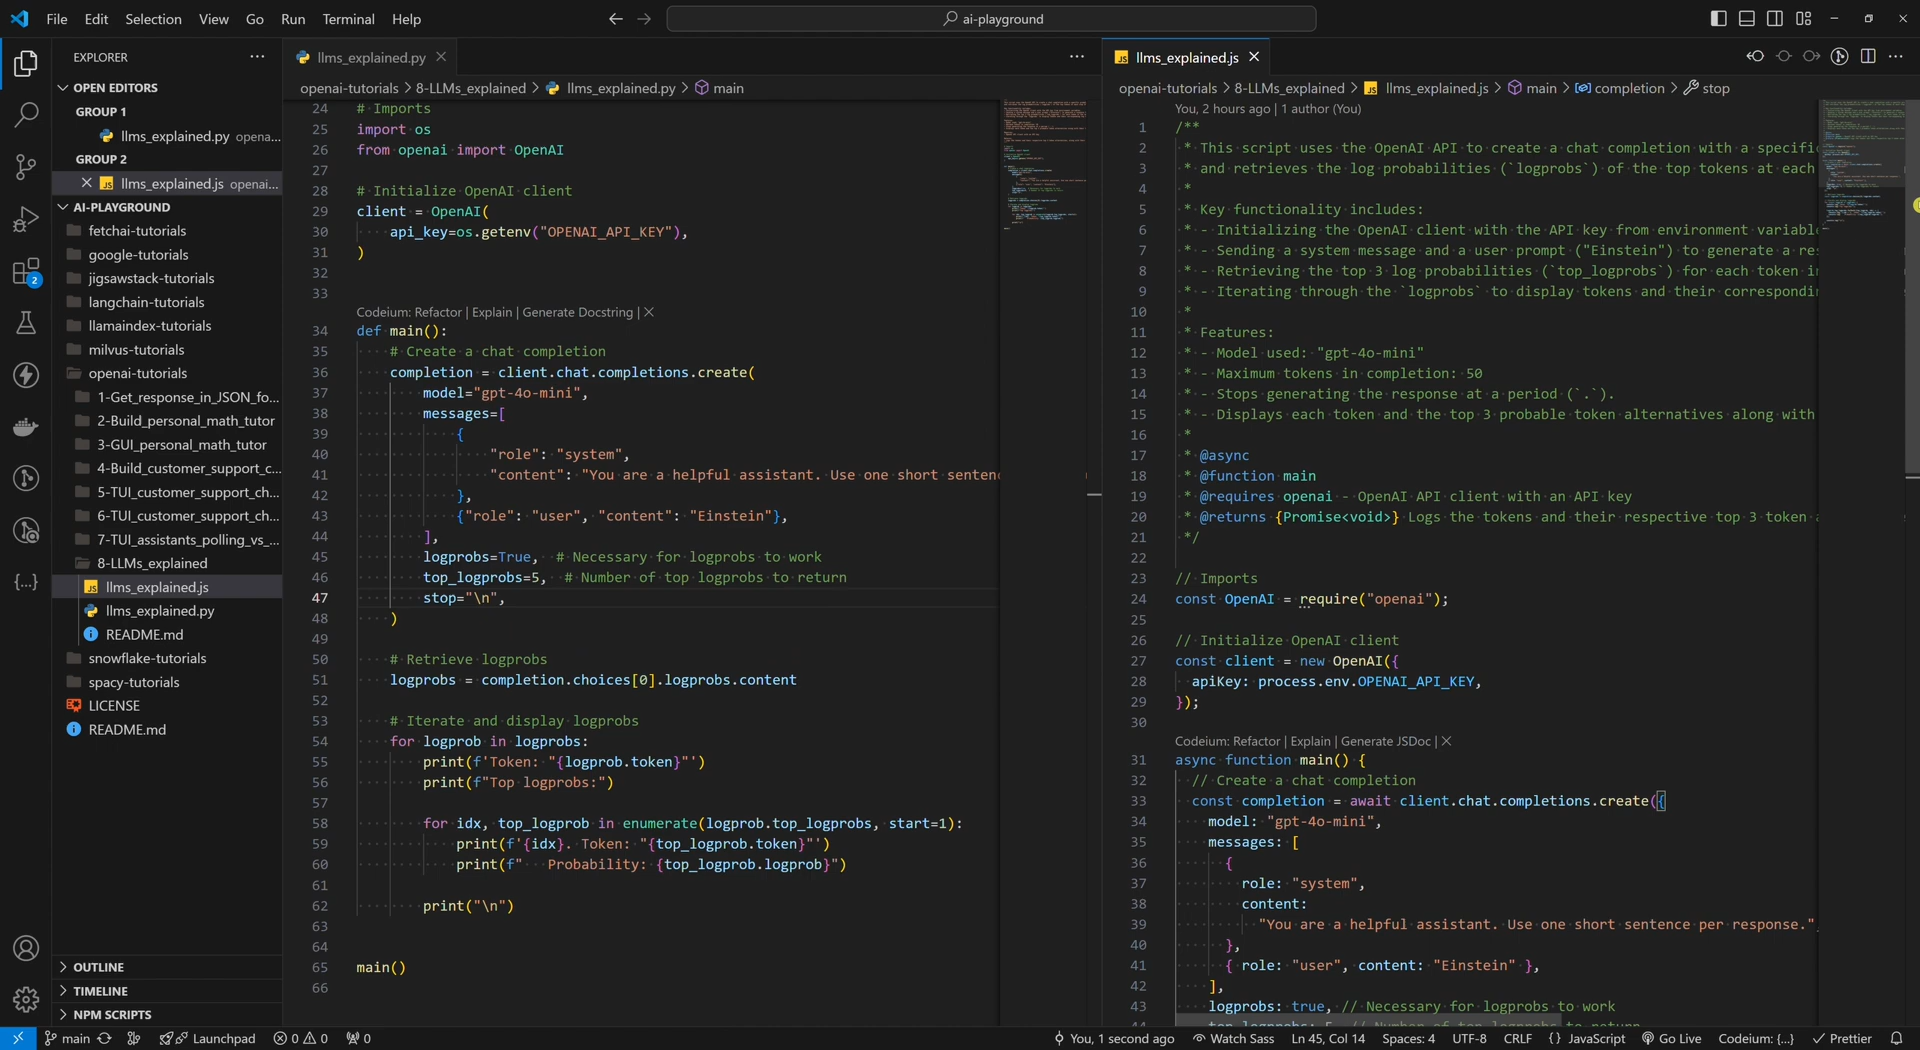 File Edit Selection View Go Run Terminal Help
ai-playground
EXPLORER
OPEN EDITORS
GROUP 1
llms_explained.py opena...
GROUP 2
llms_explained.js openai...
AI-PLAYGROUND
fetchai-tutorials
google-tutorials
jigsawstack-tutorials
langchain-tutorials
llamaindex-tutorials
milvus-tutorials
openai-tutorials
1-Get_response_in_JSON_fo...
2-Build_personal_math_tutor
3-GUI_personal_math_tutor
4-Build_customer_support_c...
5-TUI_customer_support_ch...
6-TUI_customer_support_ch...
7-TUI_assistants_polling_vs_...
8-LLMs_explained
llms_explained.js
llms_explained.py
README.md
snowflake-tutorials
spacy-tutorials
LICENSE
README.md
OUTLINE
TIMELINE
NPM SCRIPTS
2
llms_explained.py
openai-tutorials > 8-LLMs_explained > llms_explained.py > main
24 # Imports
25 import os
26 from openai import OpenAI
27
28 # Initialize OpenAI client
29 client = OpenAI(
30     api_key=os.getenv("OPENAI_API_KEY"),
31 )
32
33
Codeium: Refactor | Explain | Generate Docstring | X
34 def main():
35     # Create a chat completion
36     completion = client.chat.completions.create(
37         model="gpt-4o-mini",
38         messages=[
39             {
40                 "role": "system",
41                 "content": "You are a helpful assistant. Use one short senten
42             },
43             {"role": "user", "content": "Einstein"},
44         ],
45         logprobs=True,  # Necessary for logprobs to work
46         top_logprobs=5,  # Number of top logprobs to return
47         stop="\n",
48     )
49
50     # Retrieve logprobs
51     logprobs = completion.choices[0].logprobs.content
52
53     # Iterate and display logprobs
54     for logprob in logprobs:
55         print(f'Token: "{logprob.token}"')
56         print(f"Top logprobs:")
57
58         for idx, top_logprob in enumerate(logprob.top_logprobs, start=1):
59             print(f'{idx}. Token: "{top_logprob.token}"')
60             print(f"   Probability: {top_logprob.logprob}")
61
62         print("\n")
63
64
65 main()
66
llms_explained.js
openai-tutorials > 8-LLMs_explained > llms_explained.js > main > completion > stop
You, 2 hours ago | 1 author (You)
1 /**
2  * This script uses the OpenAI API to create a chat completion with a specifi
3  * and retrieves the log probabilities (`logprobs`) of the top tokens at each
4  *
5  * Key functionality includes:
6  * - Initializing the OpenAI client with the API key from environment variabl
7  * - Sending a system message and a user prompt ("Einstein") to generate a re
8  * - Retrieving the top 3 log probabilities (`top_logprobs`) for each token i
9  * - Iterating through the `logprobs` to display tokens and their correspondi
10  *
11  * Features:
12  * - Model used: "gpt-4o-mini"
13  * - Maximum tokens in completion: 50
14  * - Stops generating the response at a period (`.`).
15  * - Displays each token and the top 3 probable token alternatives along with
16  *
17  * @async
18  * @function main
19  * @requires openai - OpenAI API client with an API key
20  * @returns {Promise<void>} Logs the tokens and their respective top 3 token
21  */
22
23 // Imports
24 const OpenAI = require("openai");
25
26 // Initialize OpenAI client
27 const client = new OpenAI({
28   apiKey: process.env.OPENAI_API_KEY,
29 });
30
Codeium: Refactor | Explain | Generate JSDoc | X
31 async function main() {
32   // Create a chat completion
33   const completion = await client.chat.completions.create({
34     model: "gpt-4o-mini",
35     messages: [
36       {
37         role: "system",
38         content:
39           "You are a helpful assistant. Use one short sentence per response."
40       },
41       { role: "user", content: "Einstein" },
42     ],
43     logprobs: true, // Necessary for logprobs to work
44     top_logprobs: 5, // Number of top logprobs to return
main Launchpad 0 0 0 You, 1 second ago Watch Sass Ln 45, Col 14 Spaces: 4 UTF-8 CRLF {} JavaScript Go Live Codeium: {...} Prettier